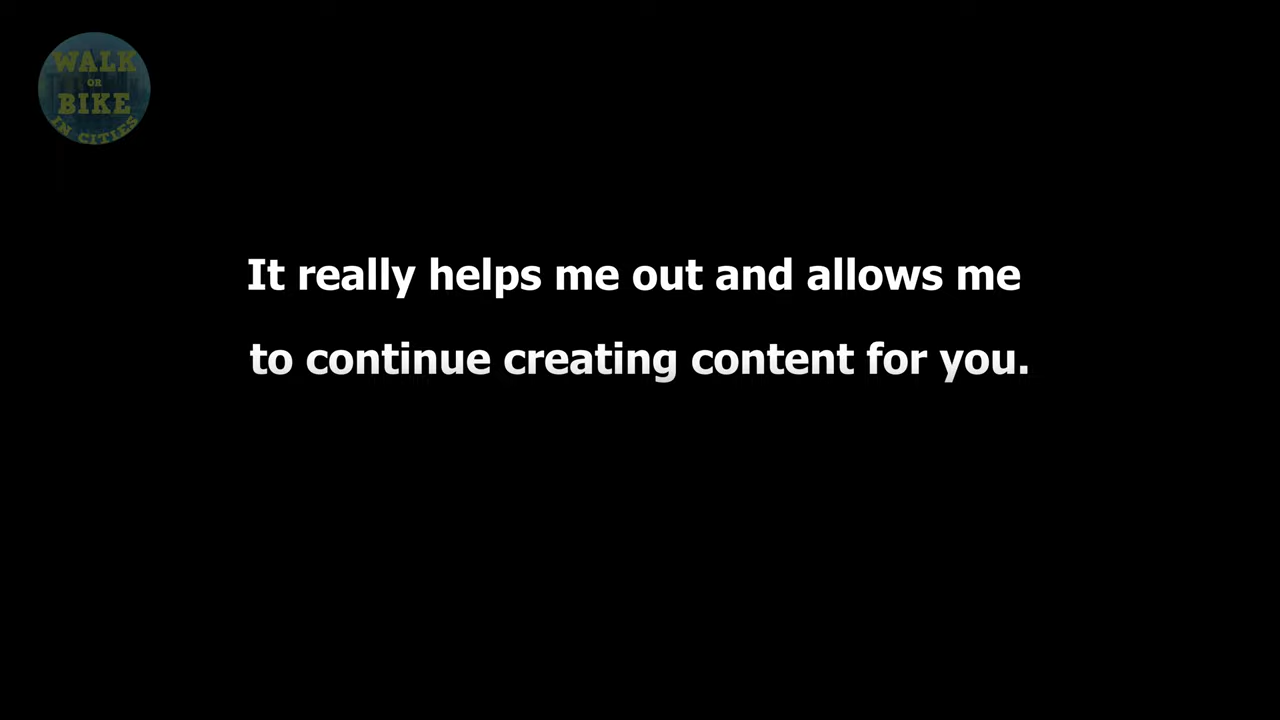 WALK
OR
BIKE
IN CITIES
It really helps me out and allows me
to continue creating content for you.